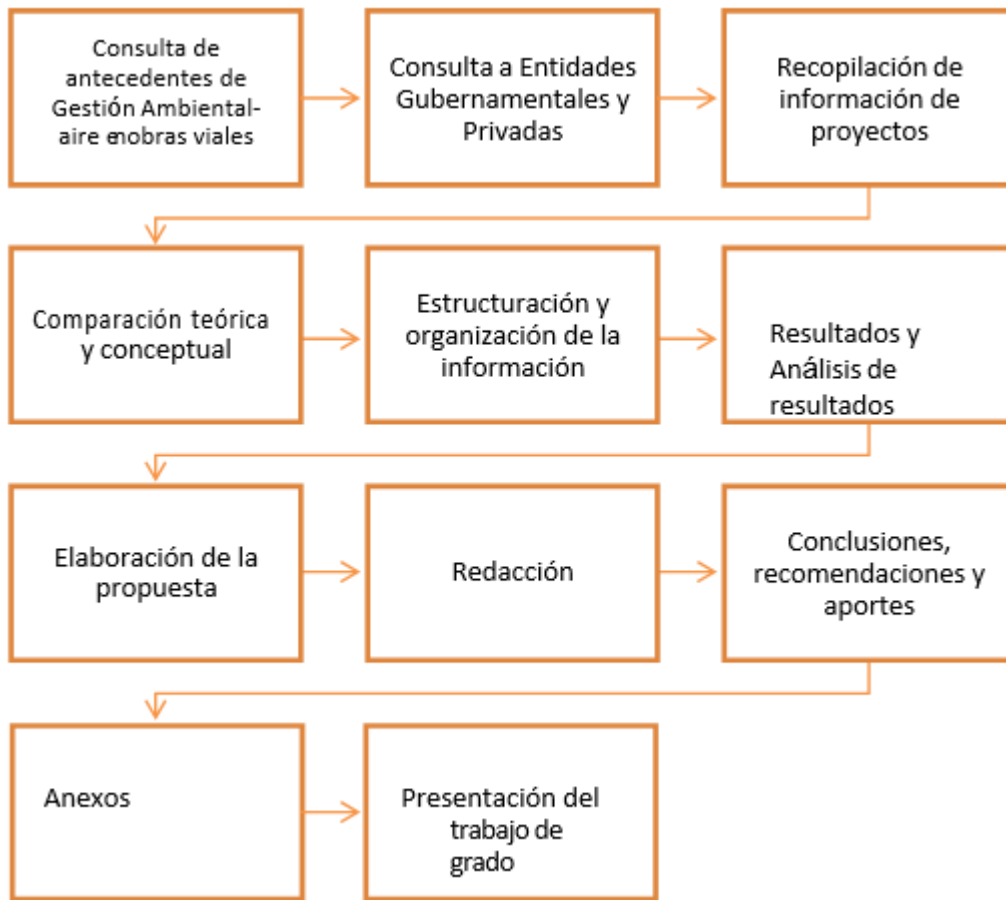 Consulta de
antecedentes de
Gestión Ambiental-
aire enobras viales
Consulta a Entidades
Gubernamentales y
Privadas
Recopilación de
información de
proyectos
Comparación teórica
y conceptual
Estructuración y
organización de la
información
Resultados y
Análisis de
resultados
Elaboración de la
propuesta
Redacción
Conclusiones,
recomendaciones y
aportes
Anexos
Presentación del
trabajo de
grado